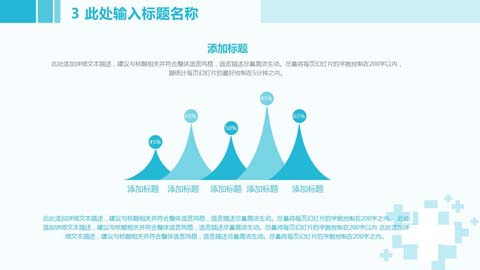 3 此处输入标题名称
添加标题
此处添加详细文本描述，建议与标题相关并符合整体语言风格，语言描述尽量简洁生动。尽量将每页幻灯片的字数控制在200字以内，
据统计每页幻灯片的最好控制在5分钟之内。
45%
65%
50%
85%
65%
添加标题 添加标题 添加标题 添加标题 添加标题
此处添加详细文本描述，建议与标题相关并符合整体语言风格，语言描述尽量简洁生动。尽量将每页幻灯片的字数控制在200字之内。 此处
添加详细文本描述，建议与标题相关并符合整体语言风格，语言描述尽量简洁生动。尽量将每页幻灯片的字数控制在200字以内 此处添加详
细文本描述，建议与标题相关并符合整体语言风格，语言描述尽量简洁生动。尽量将每页幻灯片的字数控制在200字之内。